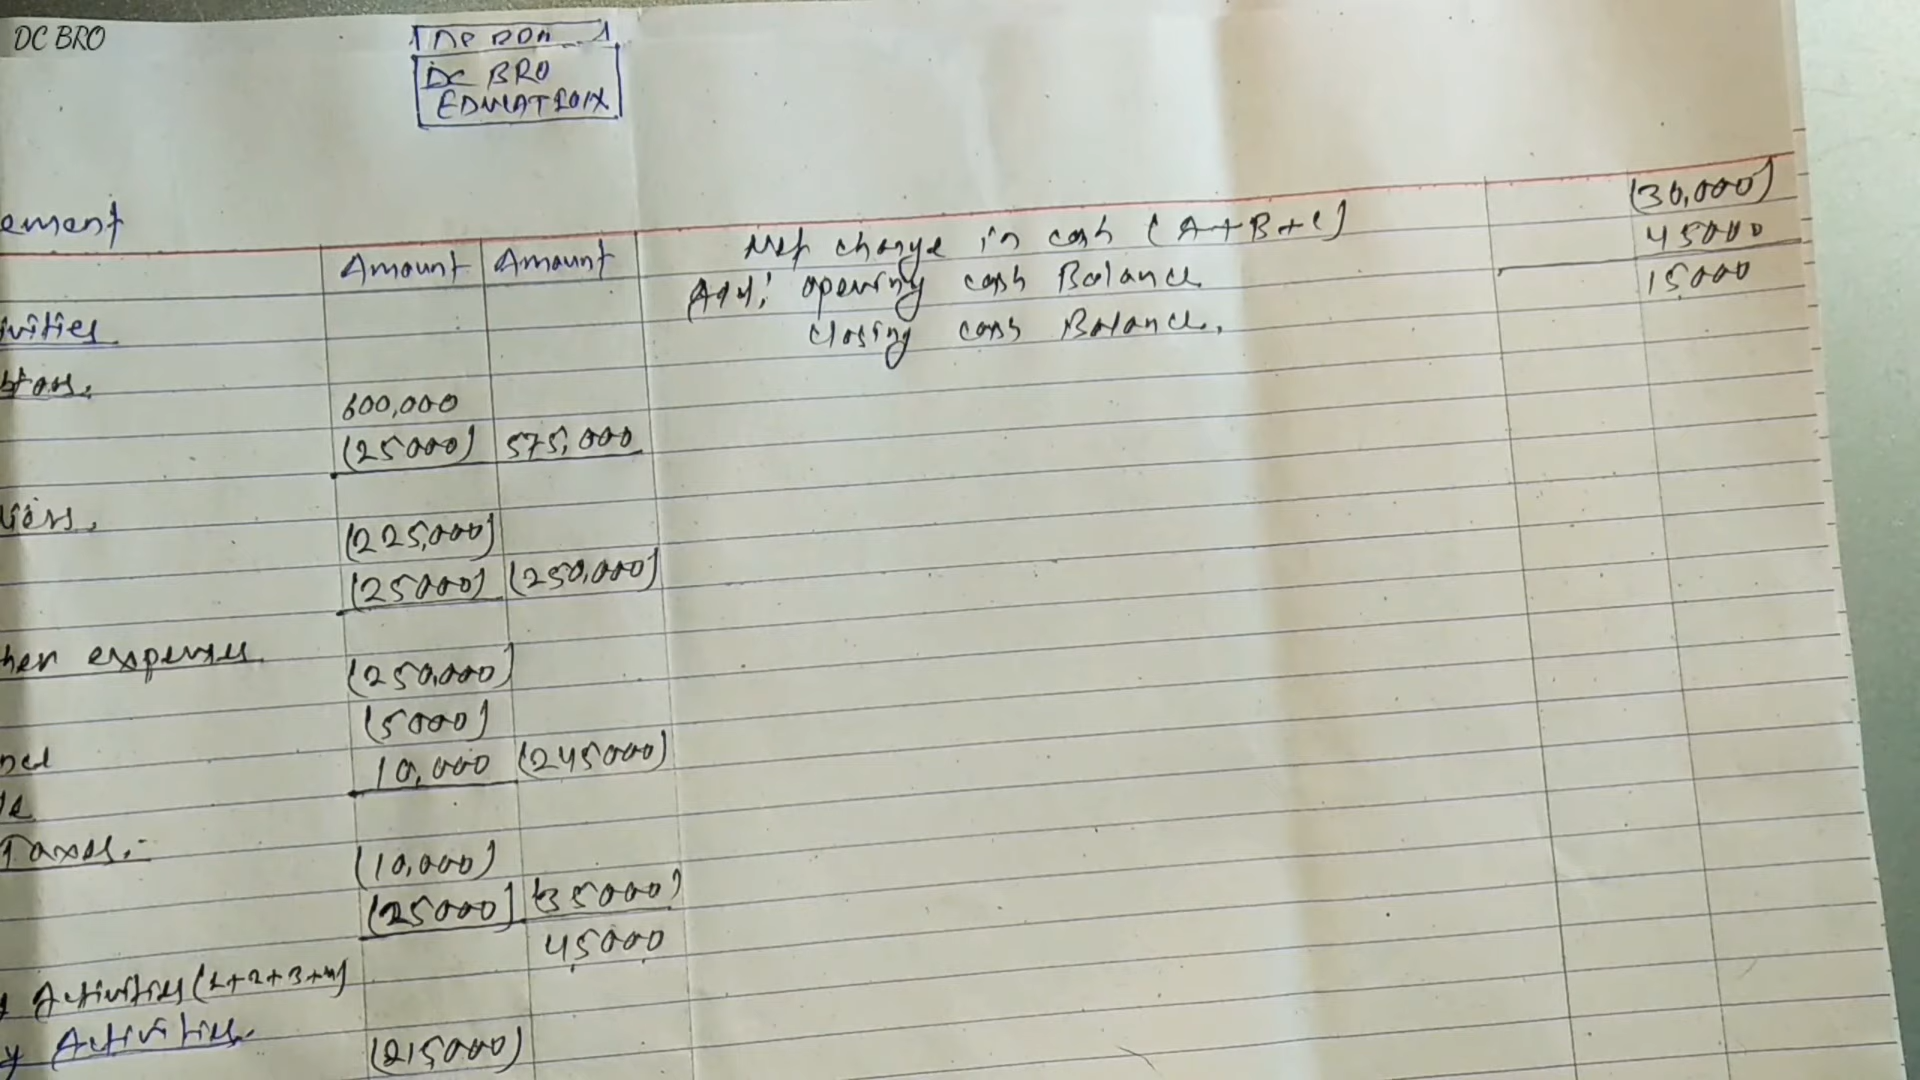 DC BRO
DC BRO
EDUCATION
ement
Amount Amount
ivities
600,000
(25000) 575,000
(225,000)
(25000) (250,000)
her expenses
(250,000)
(5000)
10,000 (245000)
Taxes:-
(10,000)
(25000) (35000)
45000
Activities (1+2+3+4)
Activities.
(215000)
Net change in cash (A+B+C) (30,000)
Add: opening cash Balance 45000
closing cash Balance. 15000